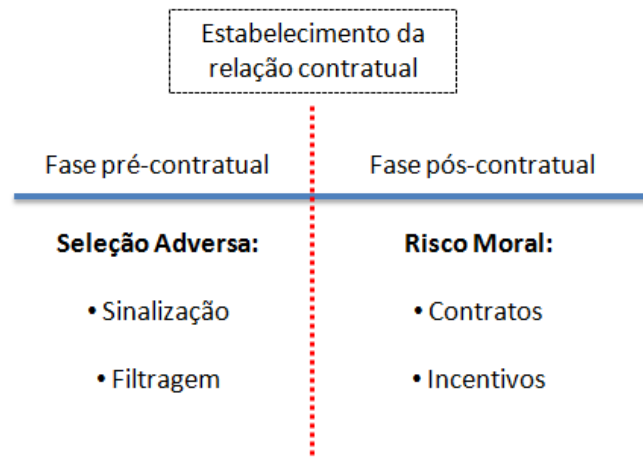 Estabelecimento da
relação contratual
Fase pré-contratual
Fase pós-contratual
Seleção Adversa:
• Sinalização
• Filtragem
Risco Moral:
• Contratos
• Incentivos